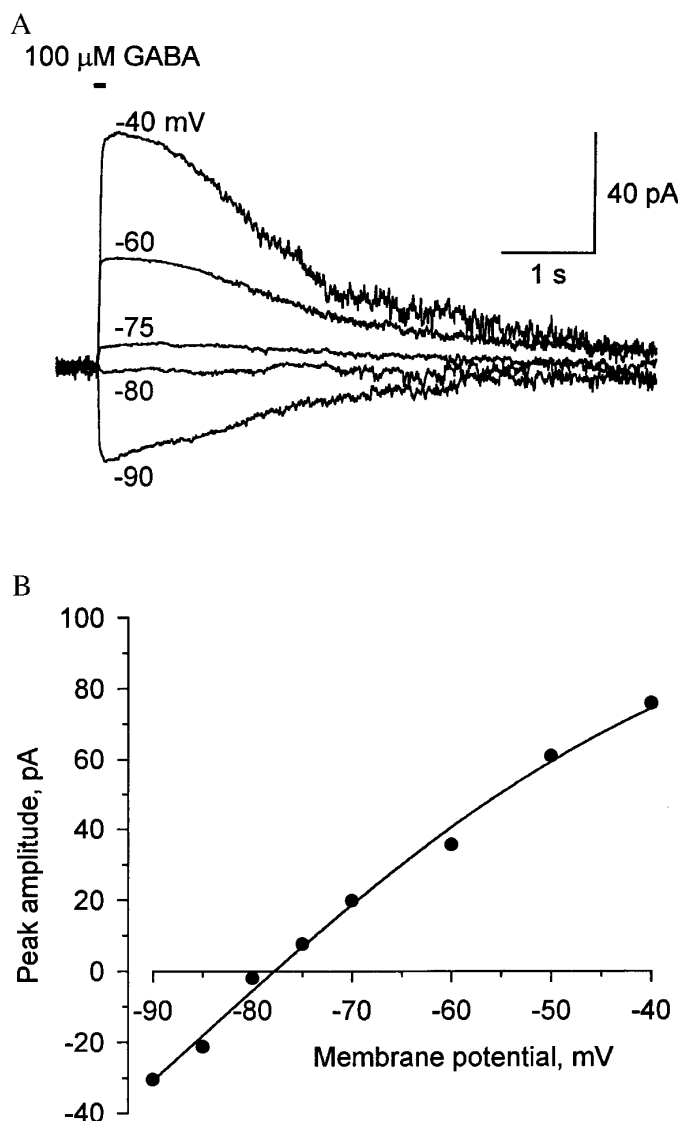 A
100 µM GABA
-40 mV
40 pA
-60
1 s
-75
-80
-90
B
100
80
60
40
20
0
-20
-40
Peak amplitude, pA
-90 -80 -70 -60 -50 -40
Membrane potential, mV